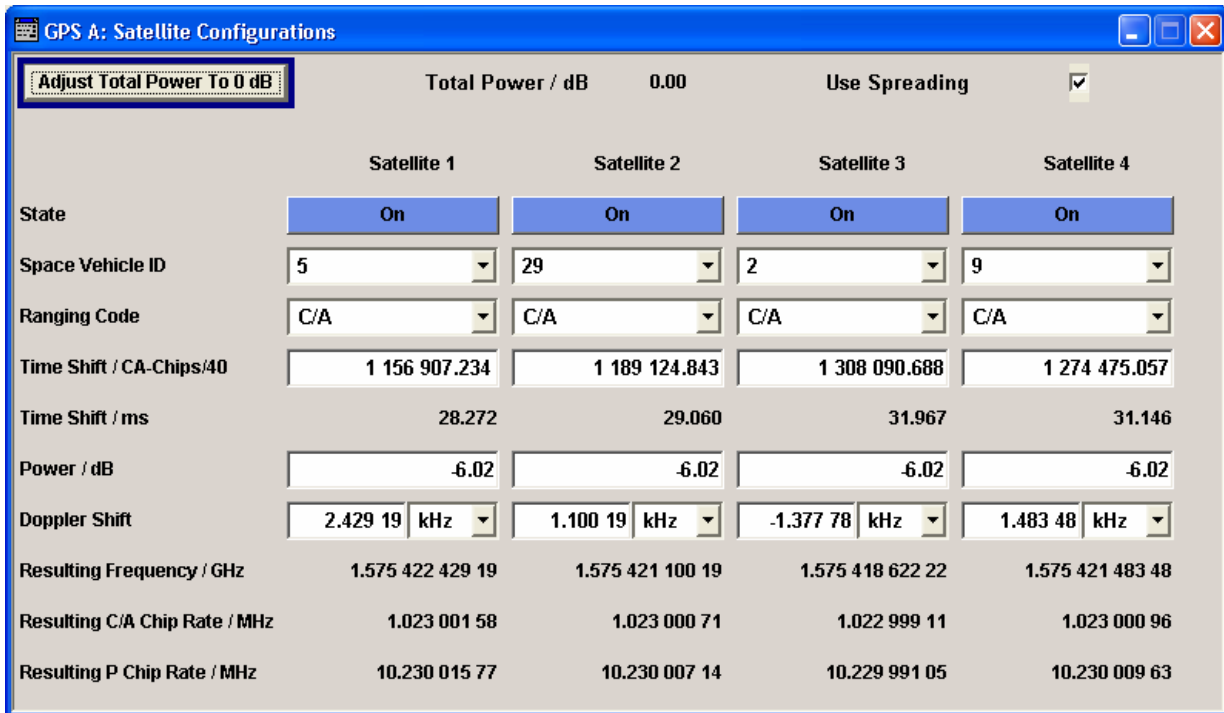 GPS A: Satellite Configurations
Adjust Total Power To 0 dB Total Power / dB 0.00 Use Spreading
Satellite 1 Satellite 2 Satellite 3 Satellite 4
State On On On On
Space Vehicle ID 5 29 2 9
Ranging Code C/A C/A C/A C/A
Time Shift / CA-Chips/40 1 156 907.234 1 189 124.843 1 308 090.688 1 274 475.057
Time Shift / ms 28.272 29.060 31.967 31.146
Power / dB -6.02 -6.02 -6.02 -6.02
Doppler Shift 2.429 19 kHz 1.100 19 kHz -1.377 78 kHz 1.483 48 kHz
Resulting Frequency / GHz 1.575 422 429 19 1.575 421 100 19 1.575 418 622 22 1.575 421 483 48
Resulting C/A Chip Rate / MHz 1.023 001 58 1.023 000 71 1.022 999 11 1.023 000 96
Resulting P Chip Rate / MHz 10.230 015 77 10.230 007 14 10.229 991 05 10.230 009 63